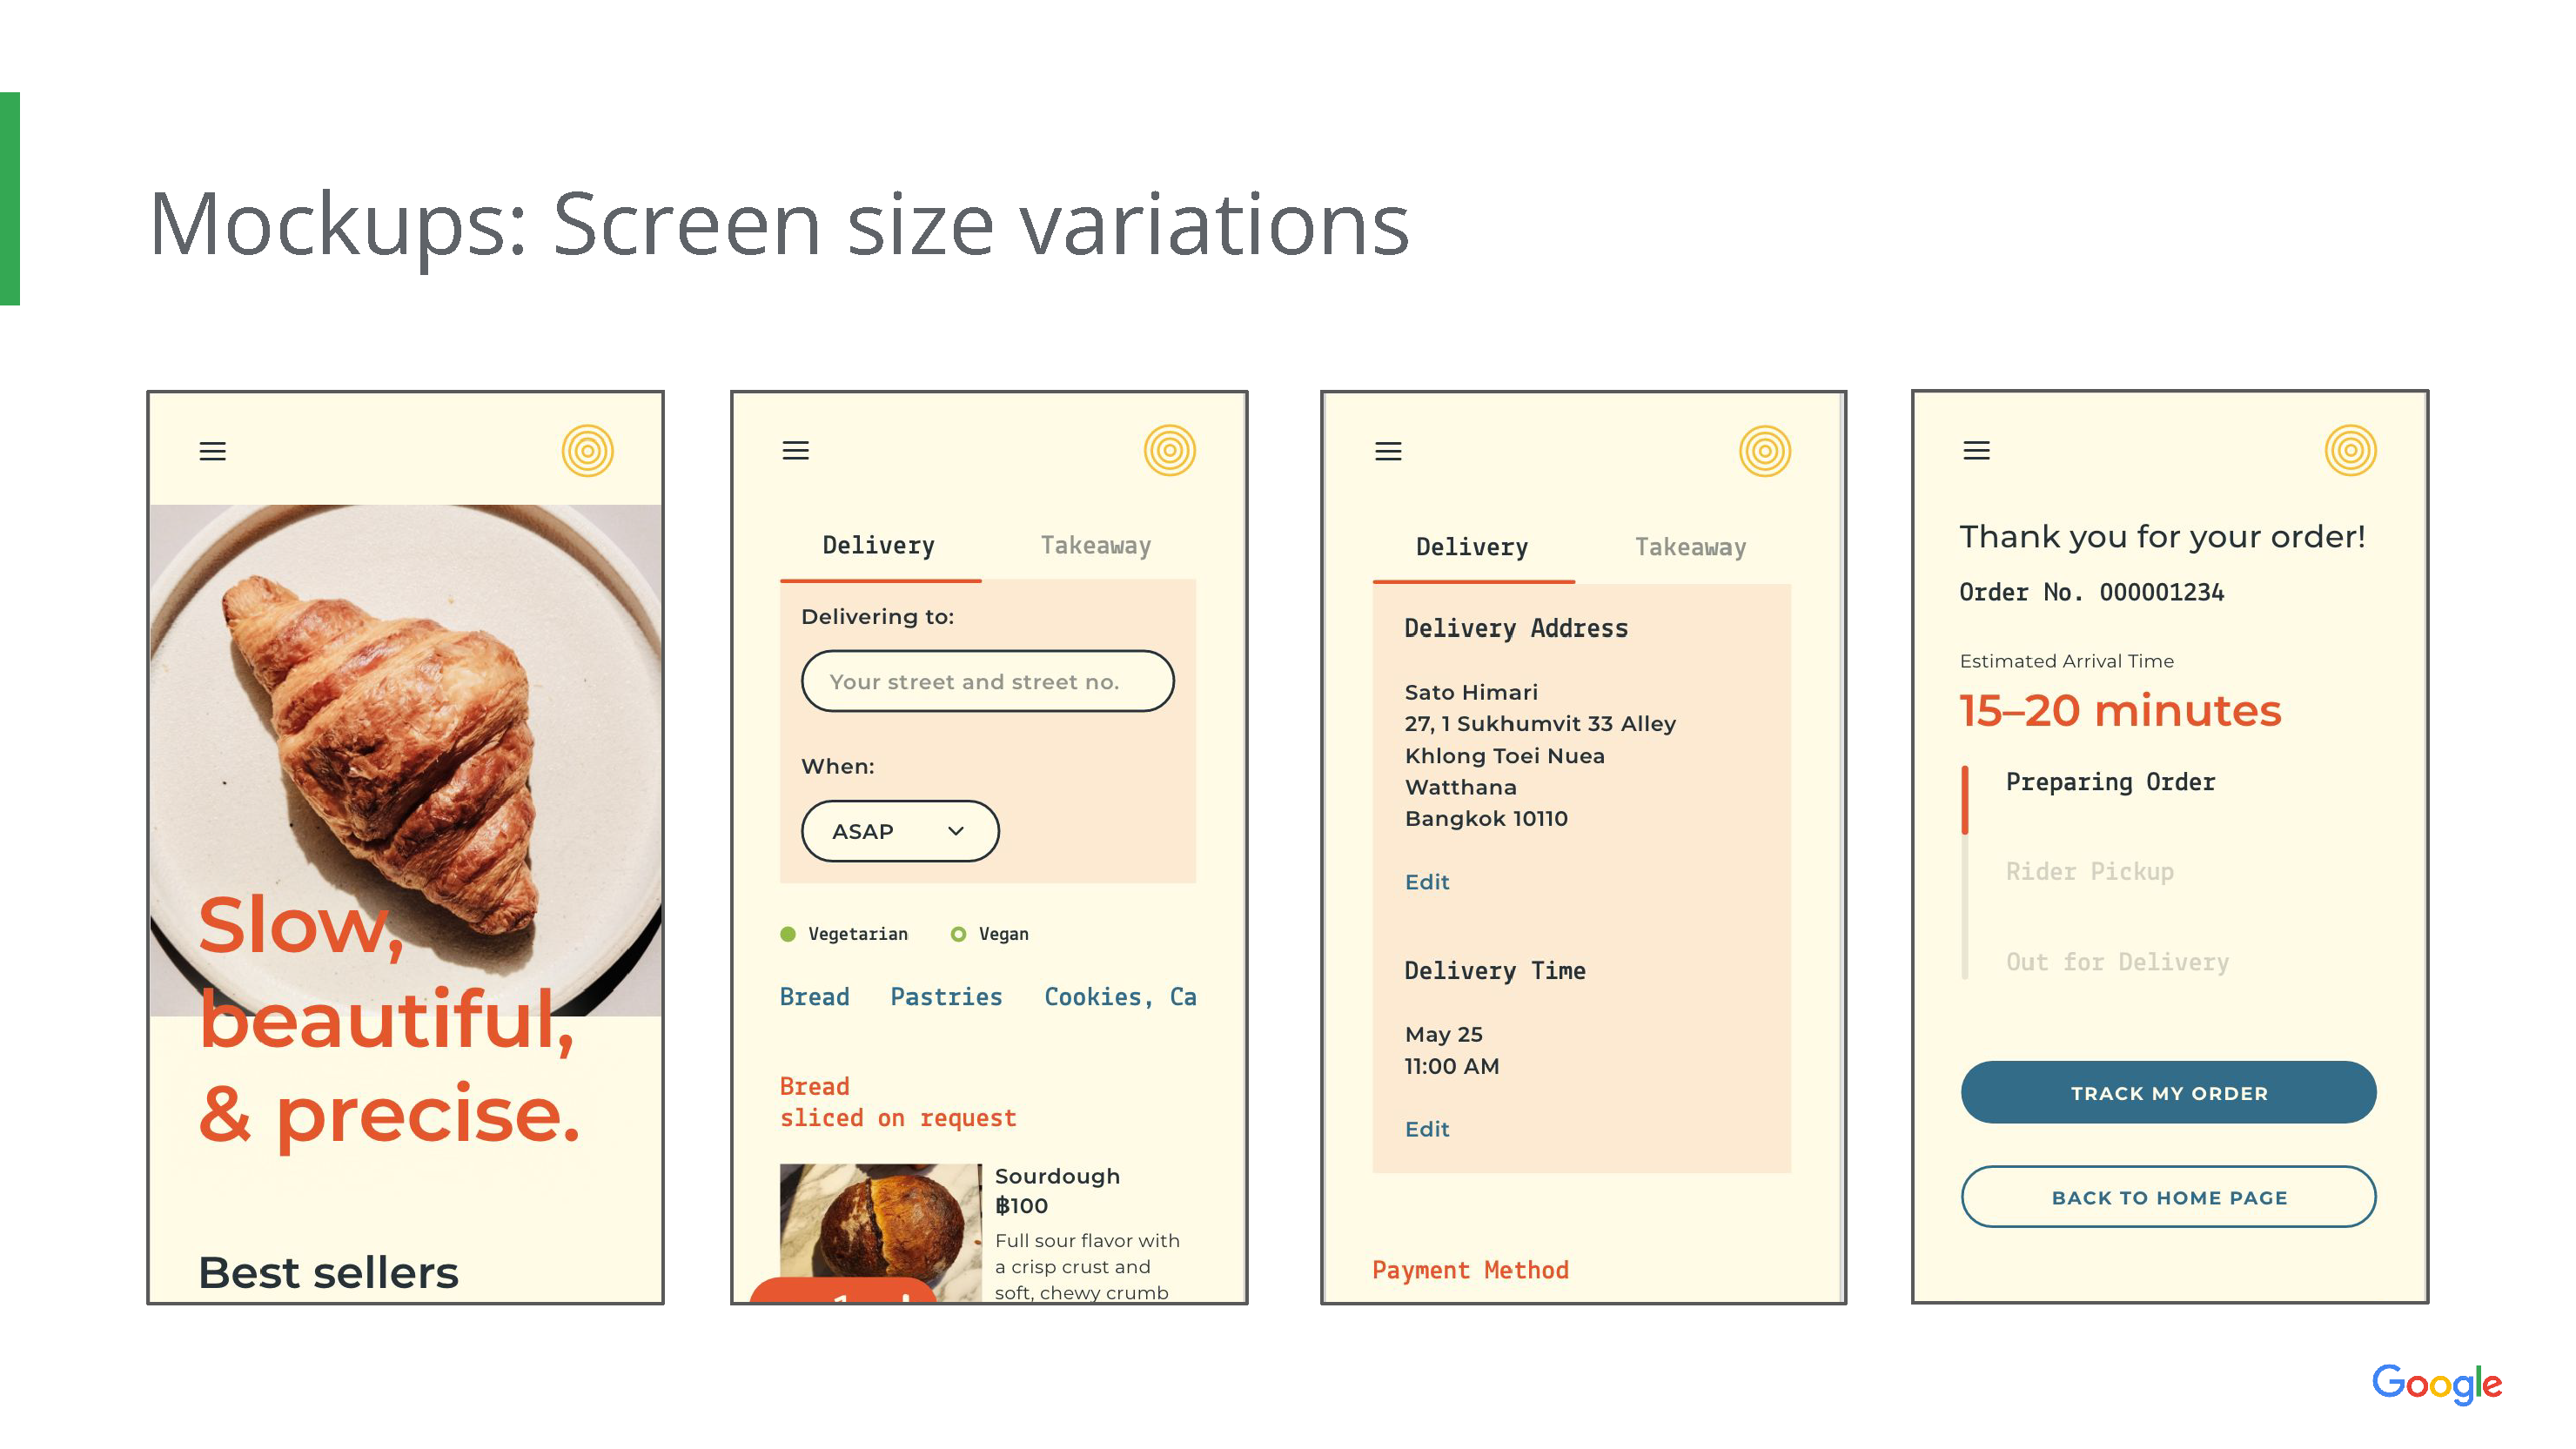 Mockups: Screen size variations
Slow,
beautiful,
& precise.
Best sellers
Delivery Takeaway
Delivering to:
Your street and street no.
When:
ASAP
Vegetarian Vegan
Bread Pastries Cookies, Ca
Bread
sliced on request
Sourdough
฿100
Full sour flavor with
a crisp crust and
soft, chewy crumb
Delivery Takeaway
Delivery Address
Sato Himari
27, 1 Sukhumvit 33 Alley
Khlong Toei Nuea
Watthana
Bangkok 10110
Edit
Delivery Time
May 25
11:00 AM
Edit
Payment Method
Thank you for your order!
Order No. 000001234
Estimated Arrival Time
15–20 minutes
Preparing Order
Rider Pickup
Out for Delivery
TRACK MY ORDER
BACK TO HOME PAGE
Google